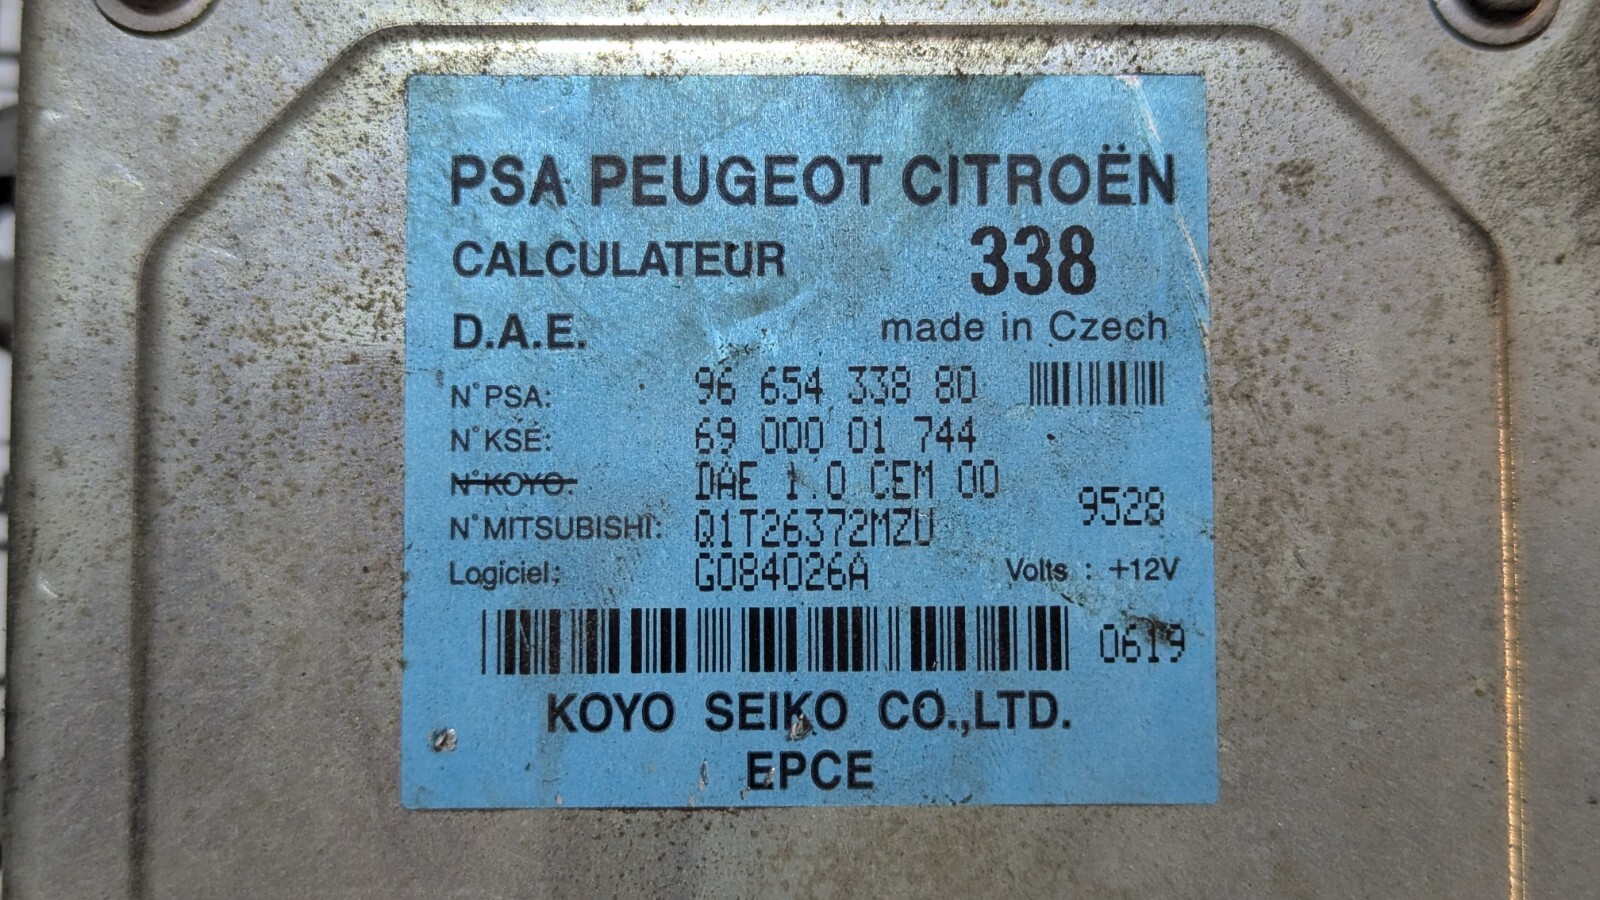 PSA PEUGEOT CITROËN
CALCULATEUR 338
D.A.E. made in Czech
N°PSA: 96 654 338 80
N°KSE: 69 000 01 744
N°KOYO: DAE 1.0 CEM 00
N°MITSUBISHI: Q1T26372MZU 9528
Logiciel: G084026A Volts : +12V
0619
KOYO SEIKO CO.,LTD.
EPCE